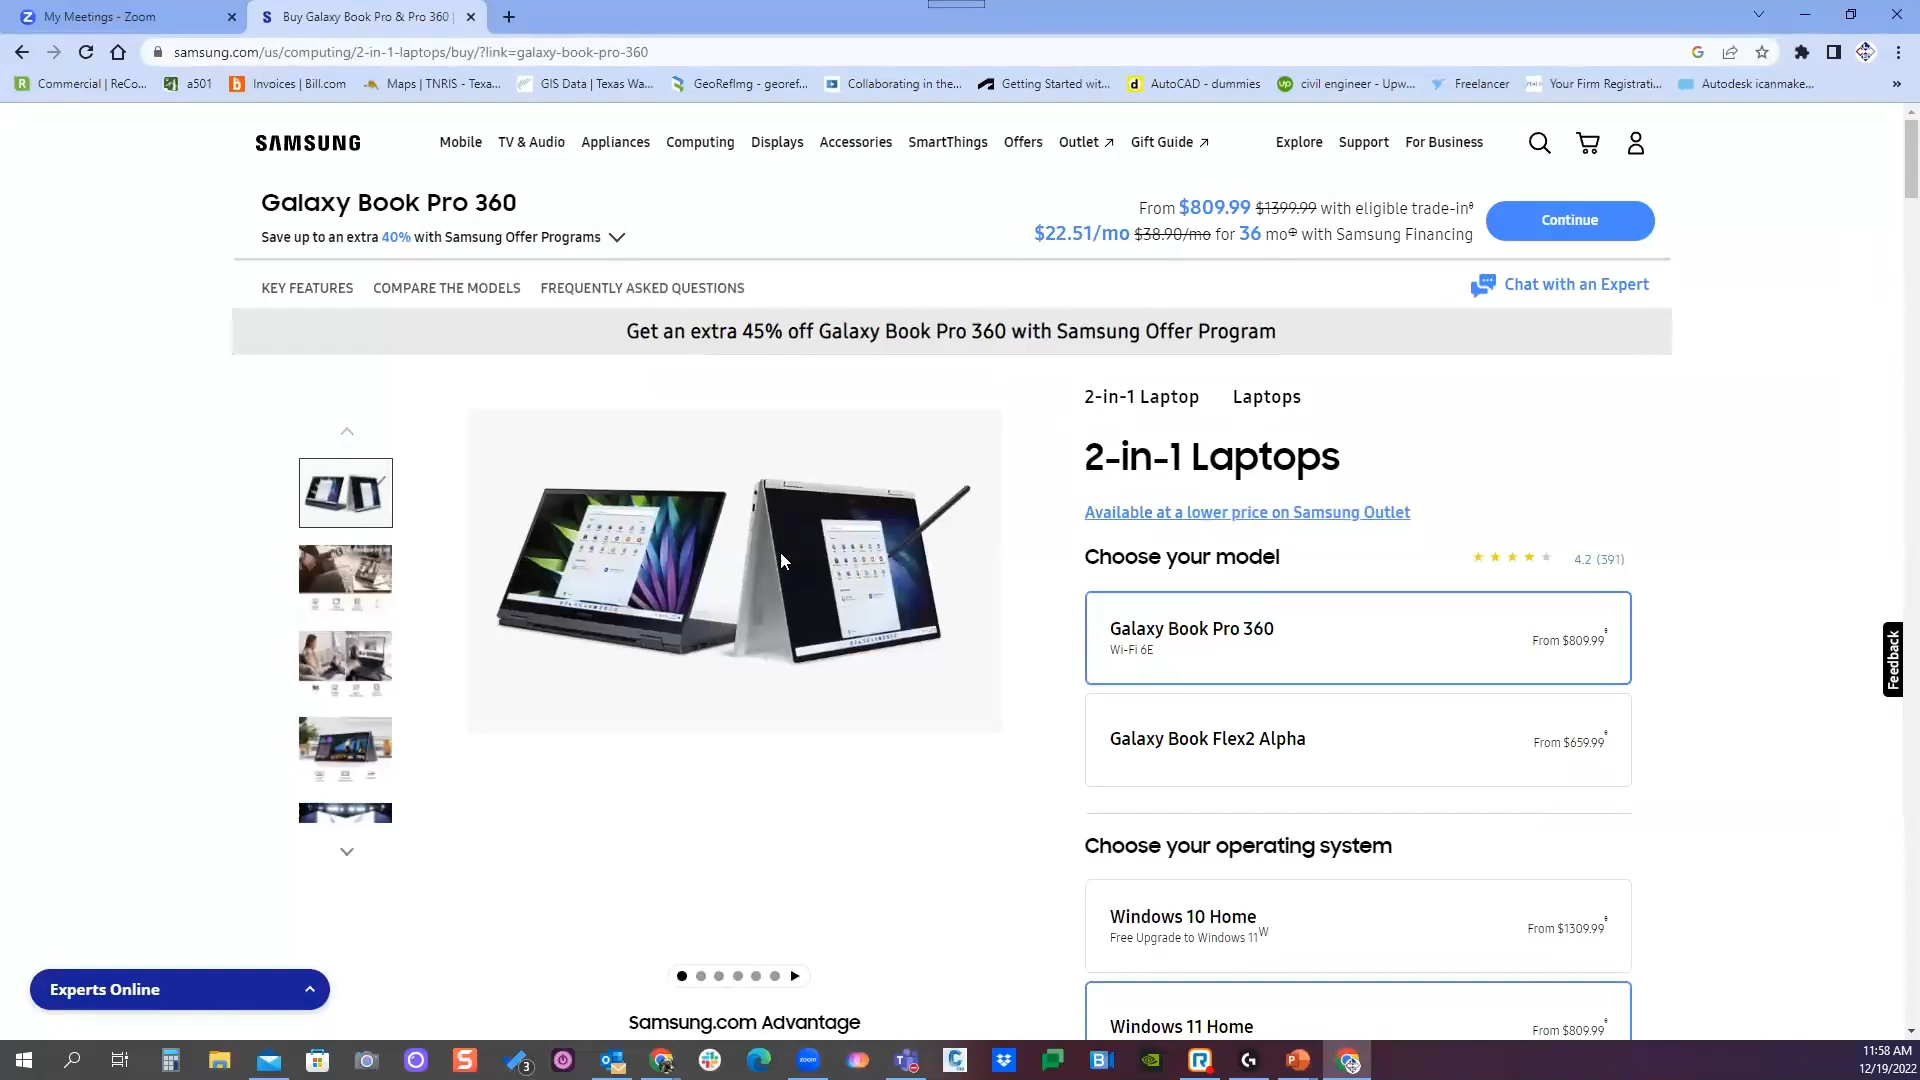 My Meetings - Zoom
Buy Galaxy Book Pro & Pro 360 |
samsung.com/us/computing/2-in-1-laptops/buy/?link=galaxy-book-pro-360
Commercial | ReCo... a501 Invoices | Bill.com Maps | TNRIS - Texa... GIS Data | Texas Wa... GeoRefImg - georef... Collaborating in the... Getting Started wit... AutoCAD - dummies civil engineer - Upw... Freelancer Your Firm Registrati... Autodesk icanmake... »
SAMSUNG
Mobile TV & Audio Appliances Computing Displays Accessories SmartThings Offers Outlet Gift Guide Explore Support For Business
Galaxy Book Pro 360
Save up to an extra 40% with Samsung Offer Programs
From $809.99 $1399.99 with eligible trade-in
$22.51/mo $38.90/mo for 36 mo with Samsung Financing
Continue
KEY FEATURES COMPARE THE MODELS FREQUENTLY ASKED QUESTIONS
Chat with an Expert
Get an extra 45% off Galaxy Book Pro 360 with Samsung Offer Program
2-in-1 Laptop Laptops
2-in-1 Laptops
Available at a lower price on Samsung Outlet
Choose your model
4.2 (391)
Galaxy Book Pro 360
Wi-Fi 6E
From $809.99
Galaxy Book Flex2 Alpha
From $659.99
Choose your operating system
Windows 10 Home
Free Upgrade to Windows 11W
From $1309.99
Windows 11 Home
From $809.99
Feedback
Experts Online
Samsung.com Advantage
3
zoom
11:58 AM
12/19/2022